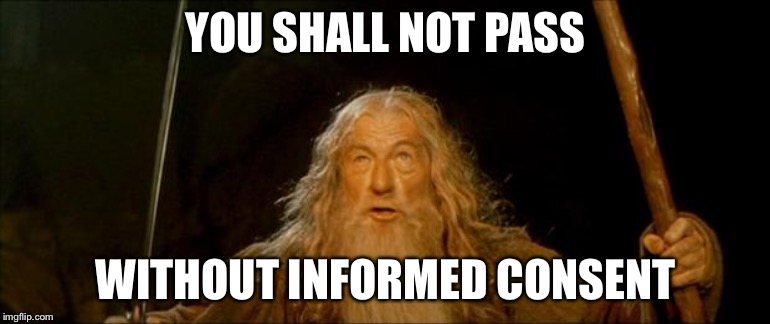 YOU SHALL NOT PASS
WITHOUT INFORMED CONSENT
imgflip.com